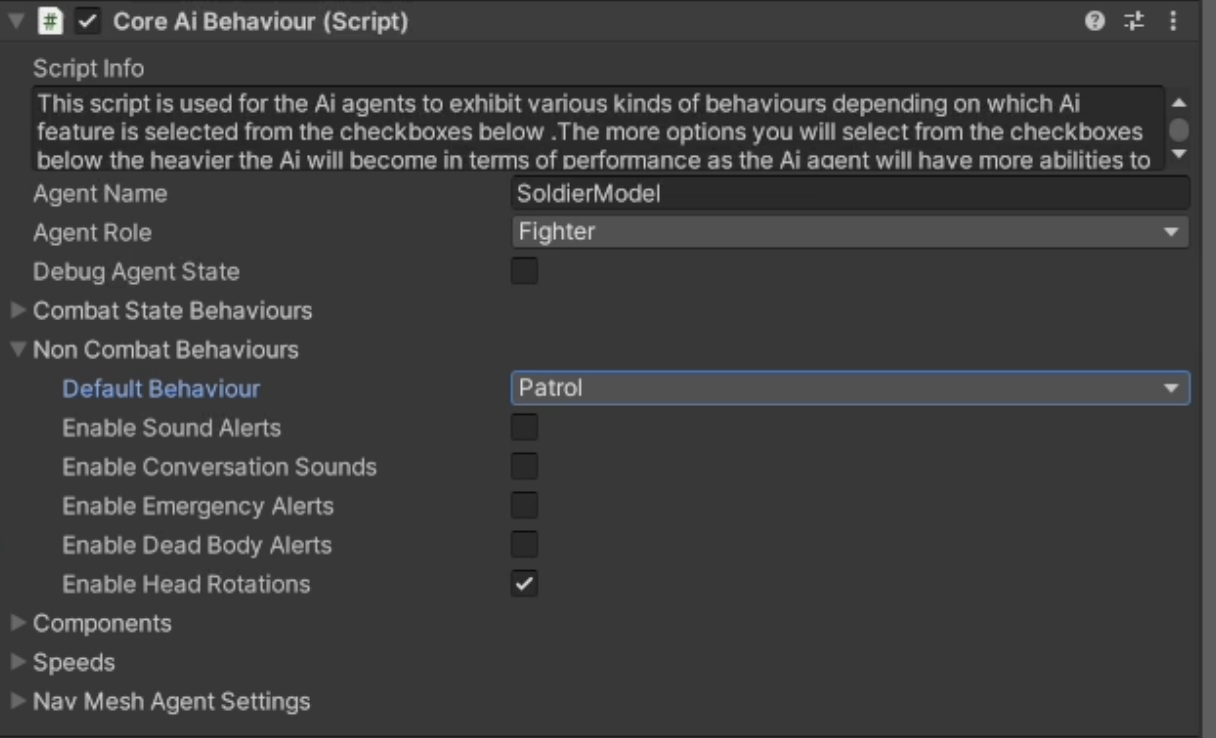 Core Ai Behaviour (Script)
Script Info
This script is used for the Ai agents to exhibit various kinds of behaviours depending on which Ai
feature is selected from the checkboxes below .The more options you will select from the checkboxes
below the heavier the Ai will become in terms of performance as the Ai agent will have more abilities to
Agent Name SoldierModel
Agent Role Fighter
Debug Agent State
Combat State Behaviours
Non Combat Behaviours
Default Behaviour Patrol
Enable Sound Alerts
Enable Conversation Sounds
Enable Emergency Alerts
Enable Dead Body Alerts
Enable Head Rotations
Components
Speeds
Nav Mesh Agent Settings